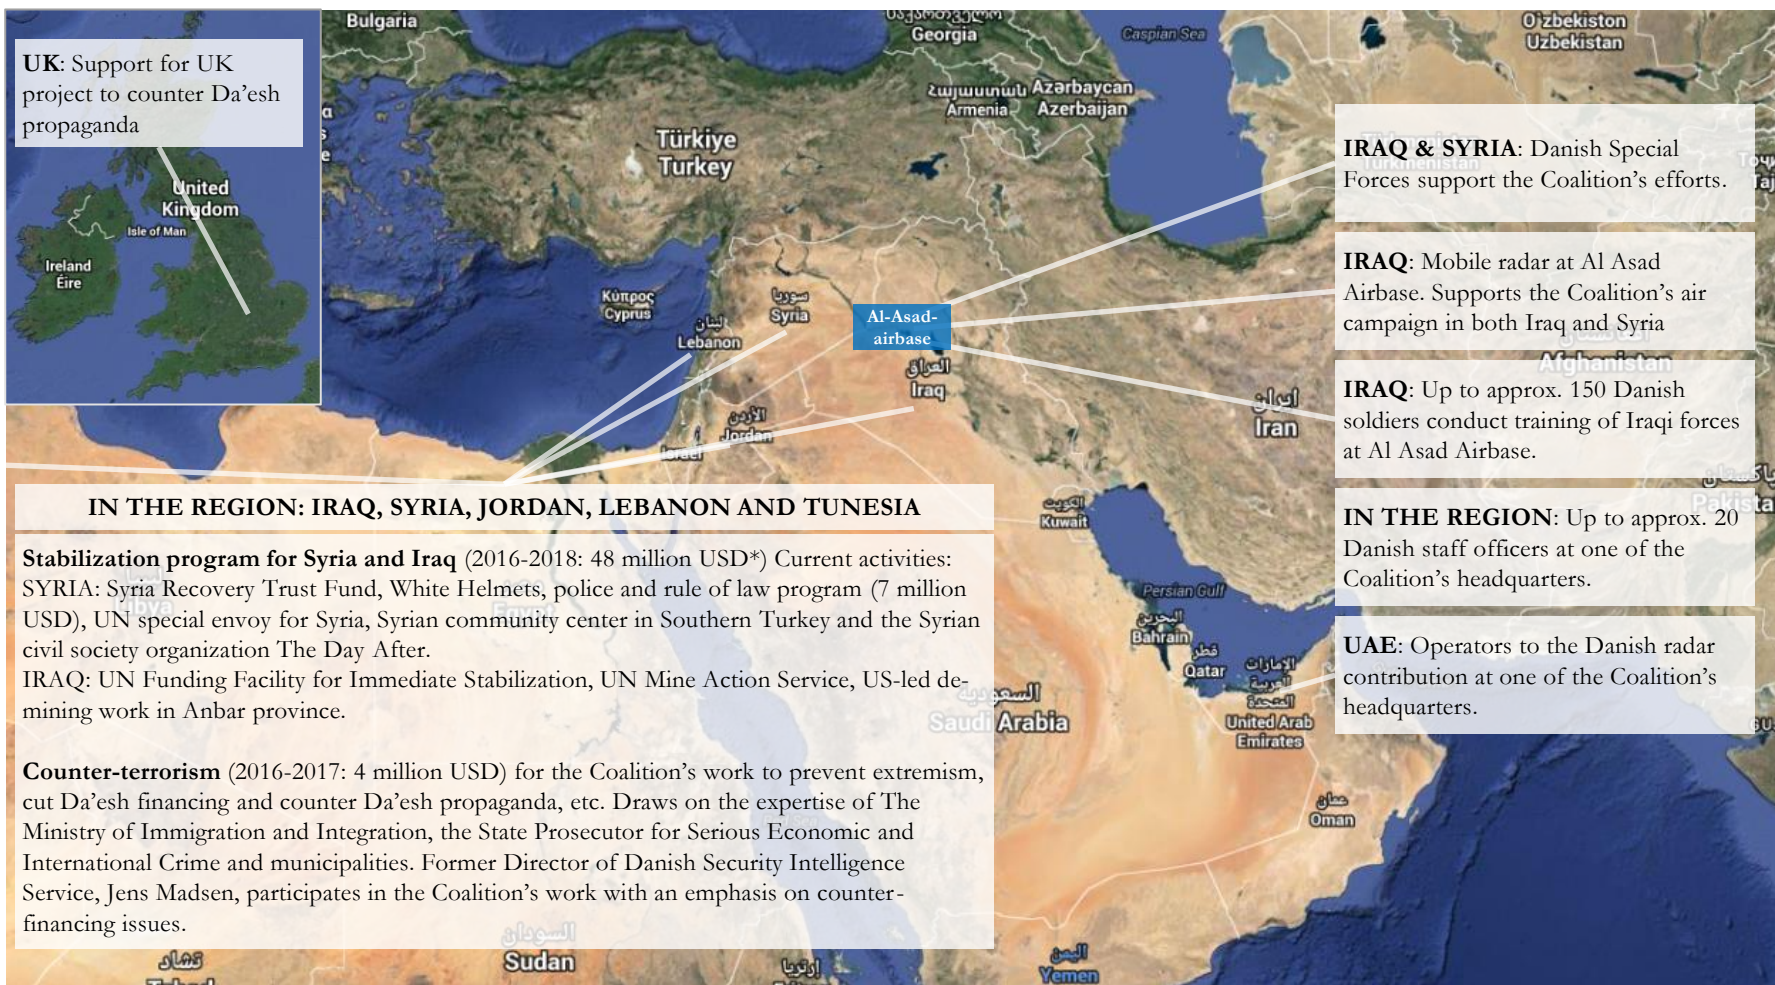 Bulgaria
საქართველო
Georgia
Caspian Sea
O'zbekiston
Uzbekistan
UK: Support for UK
project to counter Da'esh
propaganda
Հայաստան
Armenia
Azərbaycan
Azerbaijan
Türkiye
Turkey
United
Kingdom
Isle of Man
Ireland
Éire
Turkmenistan
IRAQ & SYRIA: Danish Special
Forces support the Coalition's efforts.
IRAQ: Mobile radar at Al Asad
Airbase. Supports the Coalition's air
campaign in both Iraq and Syria
Afghanistan
IRAQ: Up to approx. 150 Danish
soldiers conduct training of Iraqi forces
at Al Asad Airbase.
IN THE REGION: Up to approx. 20
Danish staff officers at one of the
Coalition's headquarters.
UAE: Operators to the Danish radar
contribution at one of the Coalition's
headquarters.
Κύπρος
Cyprus
سوريا
Syria
لبنان
Lebanon
Al-Asad-
airbase
العراق
Iraq
الأردن
Jordan
Israel
ایران
Iran
پاکستان
Pakista
الكويت
Kuwait
Persian Gulf
البحرين
Bahrain
قطر
Qatar
الإمارات
العربية
المتحدة
United Arab
Emirates
السعودية
Saudi Arabia
عمان
Oman
IN THE REGION: IRAQ, SYRIA, JORDAN, LEBANON AND TUNESIA
Stabilization program for Syria and Iraq (2016-2018: 48 million USD*) Current activities:
SYRIA: Syria Recovery Trust Fund, White Helmets, police and rule of law program (7 million
USD), UN special envoy for Syria, Syrian community center in Southern Turkey and the Syrian
civil society organization The Day After.
IRAQ: UN Funding Facility for Immediate Stabilization, UN Mine Action Service, US-led de-
mining work in Anbar province.
Counter-terrorism (2016-2017: 4 million USD) for the Coalition's work to prevent extremism,
cut Da'esh financing and counter Da'esh propaganda, etc. Draws on the expertise of The
Ministry of Immigration and Integration, the State Prosecutor for Serious Economic and
International Crime and municipalities. Former Director of Danish Security Intelligence
Service, Jens Madsen, participates in the Coalition's work with an emphasis on counter-
financing issues.
Libya
Egypt
السودان
Sudan
تشاد
إرتريا
اليمن
Yemen